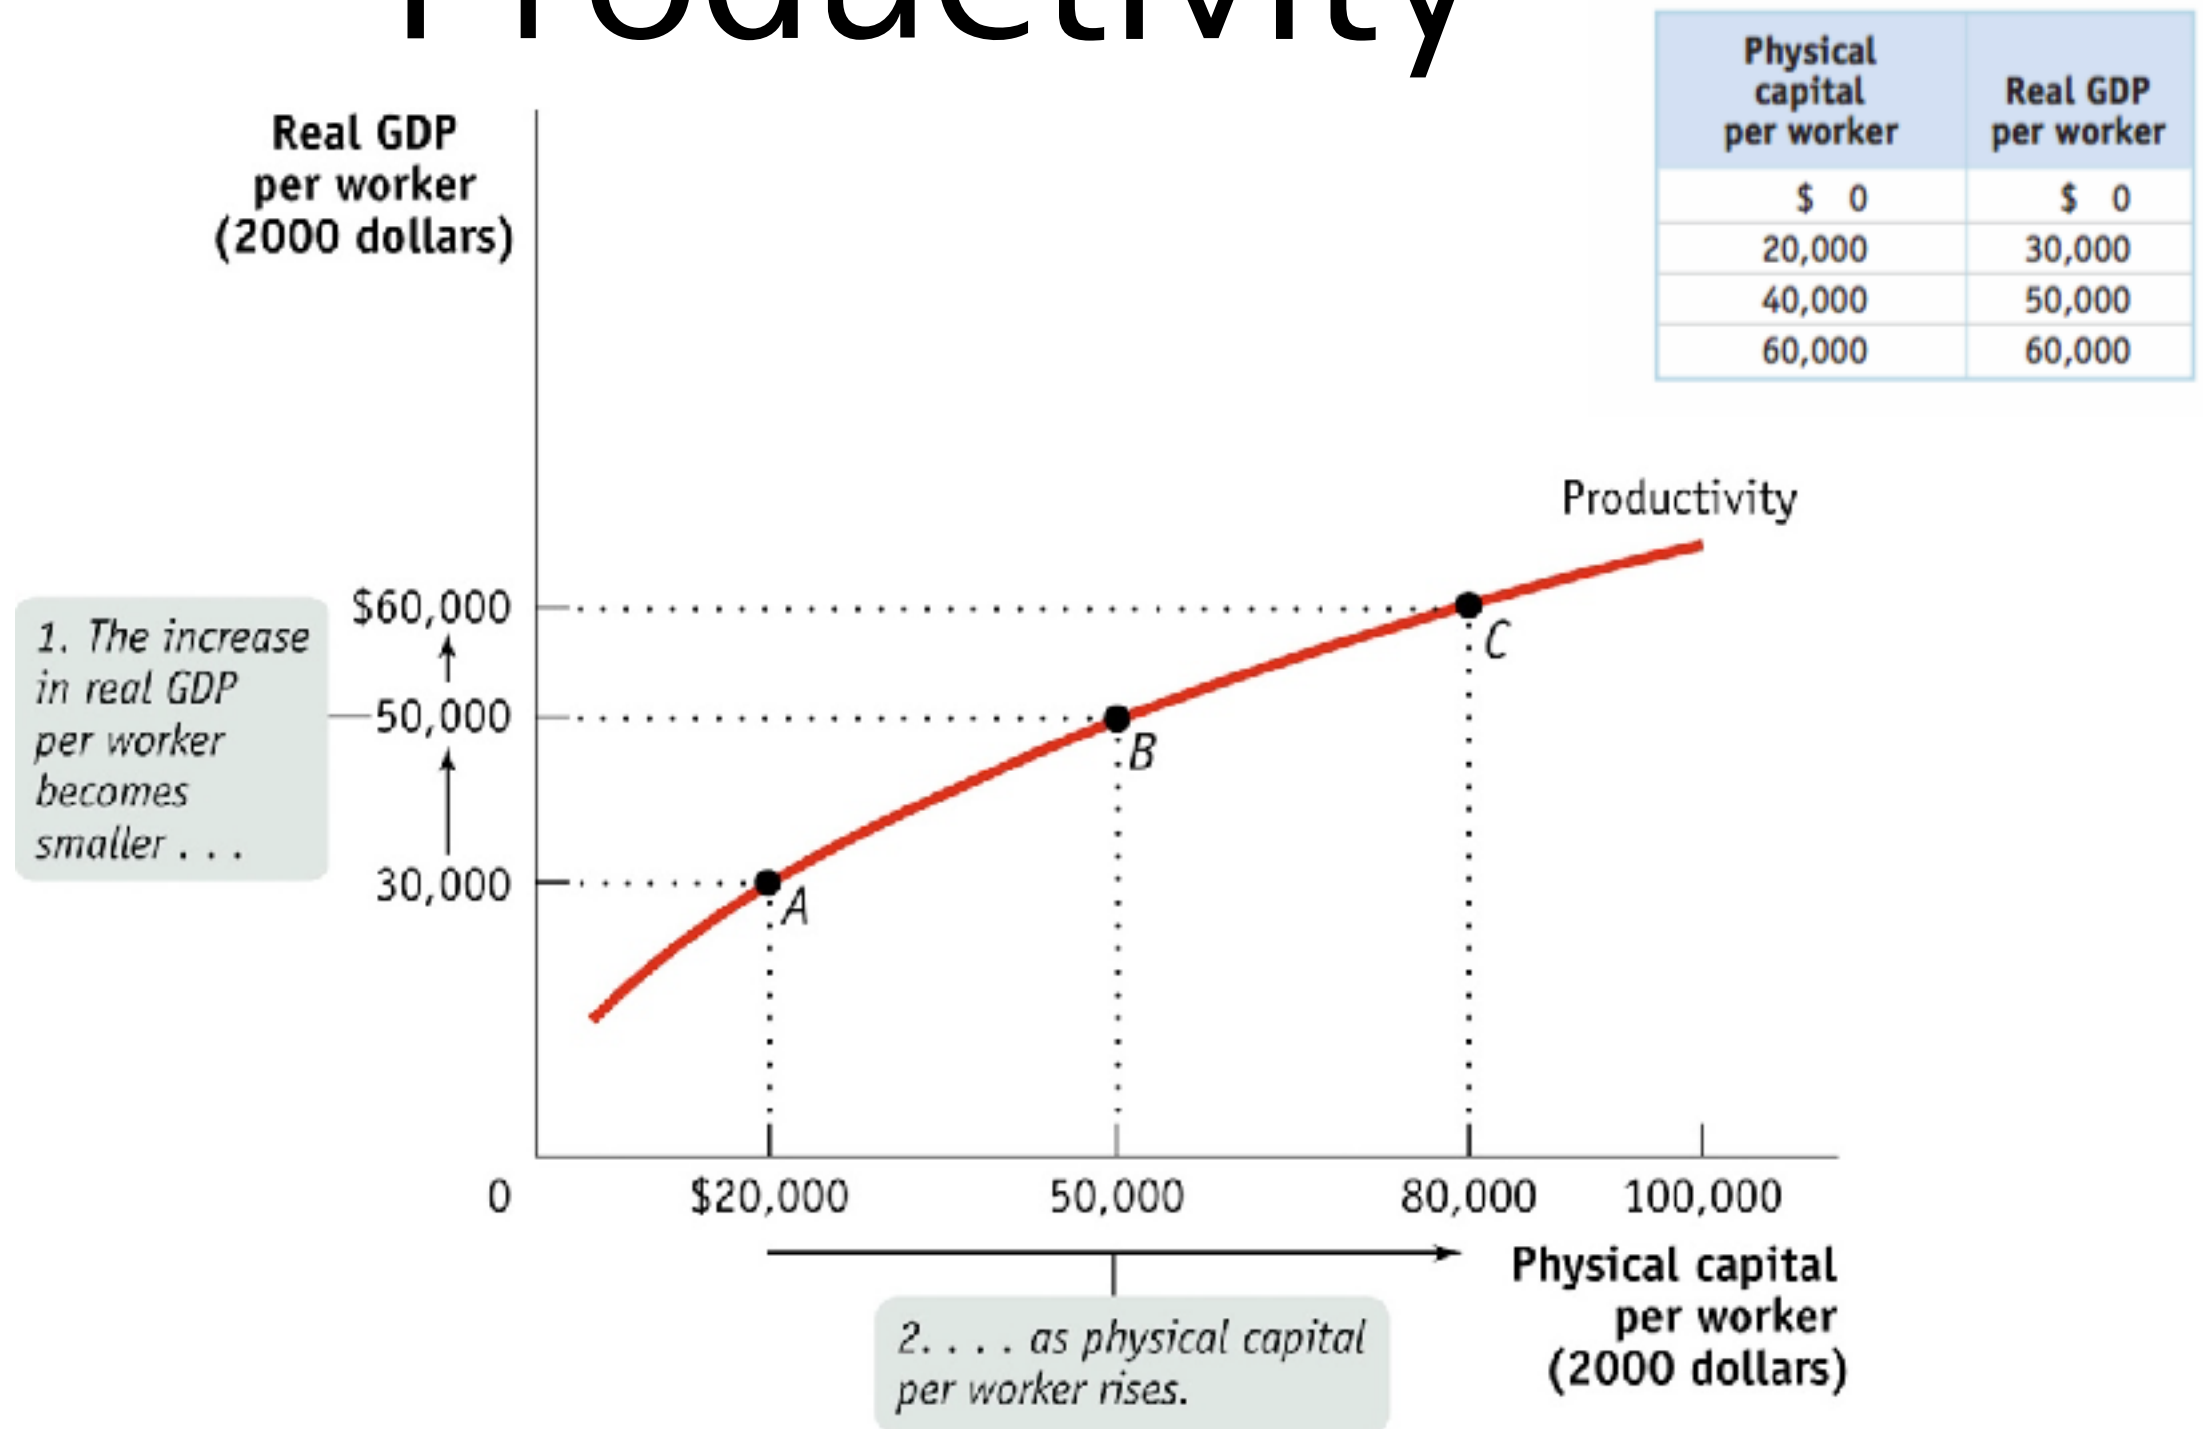 Productivity
Physical
capital
per worker
Real GDP
per worker
$ 0 $ 0
20,000 30,000
40,000 50,000
60,000 60,000
Real GDP
per worker
(2000 dollars)
Productivity
$60,000
50,000
30,000
1. The increase
in real GDP
per worker
becomes
smaller . . .
A
B
C
0 $20,000 50,000 80,000 100,000
Physical capital
per worker
(2000 dollars)
2. . . . as physical capital
per worker rises.